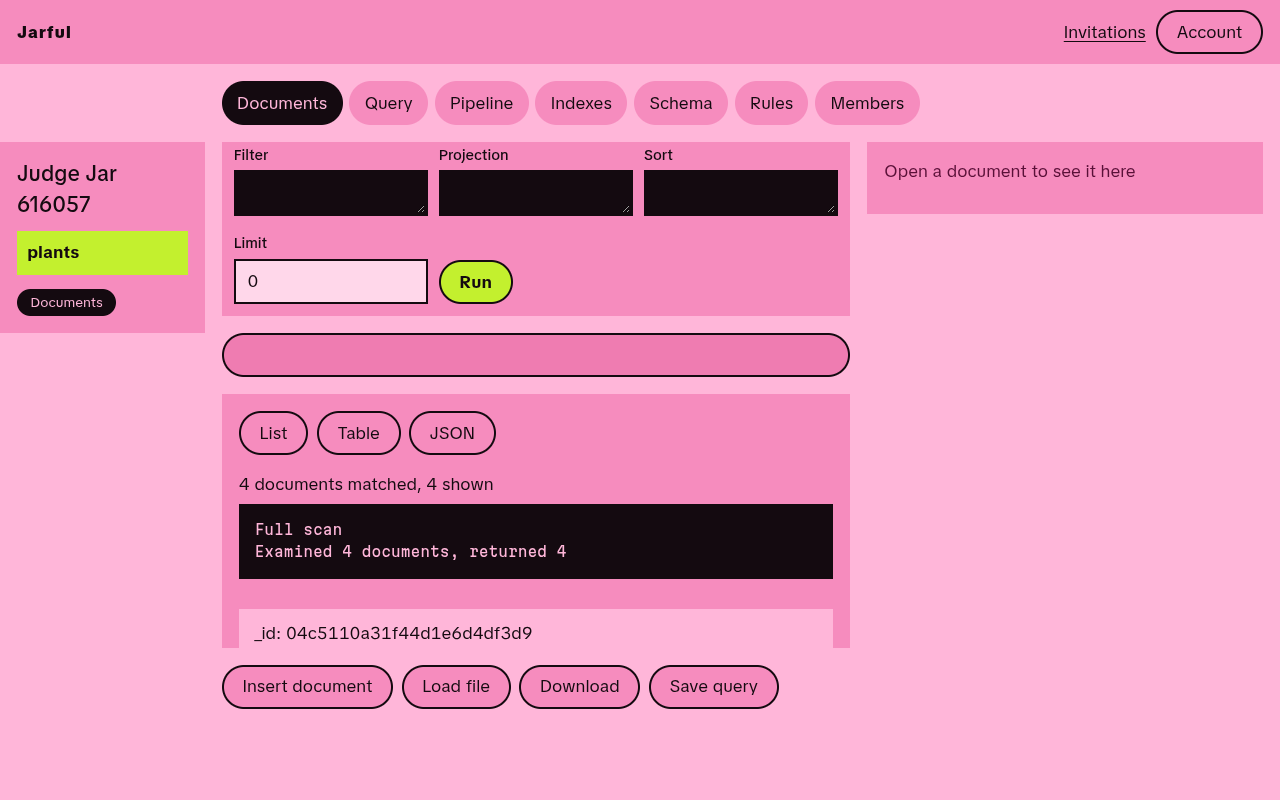 Jarful
Invitations
Account
Documents
Query
Pipeline
Indexes
Schema
Rules
Members
Judge Jar
616057
plants
Documents
Filter
Projection
Sort
Limit
0
Run
List
Table
JSON
4 documents matched, 4 shown
Full scan
Examined 4 documents, returned 4
_id: 04c5110a31f44d1e6d4df3d9
Insert document
Load file
Download
Save query
Open a document to see it here